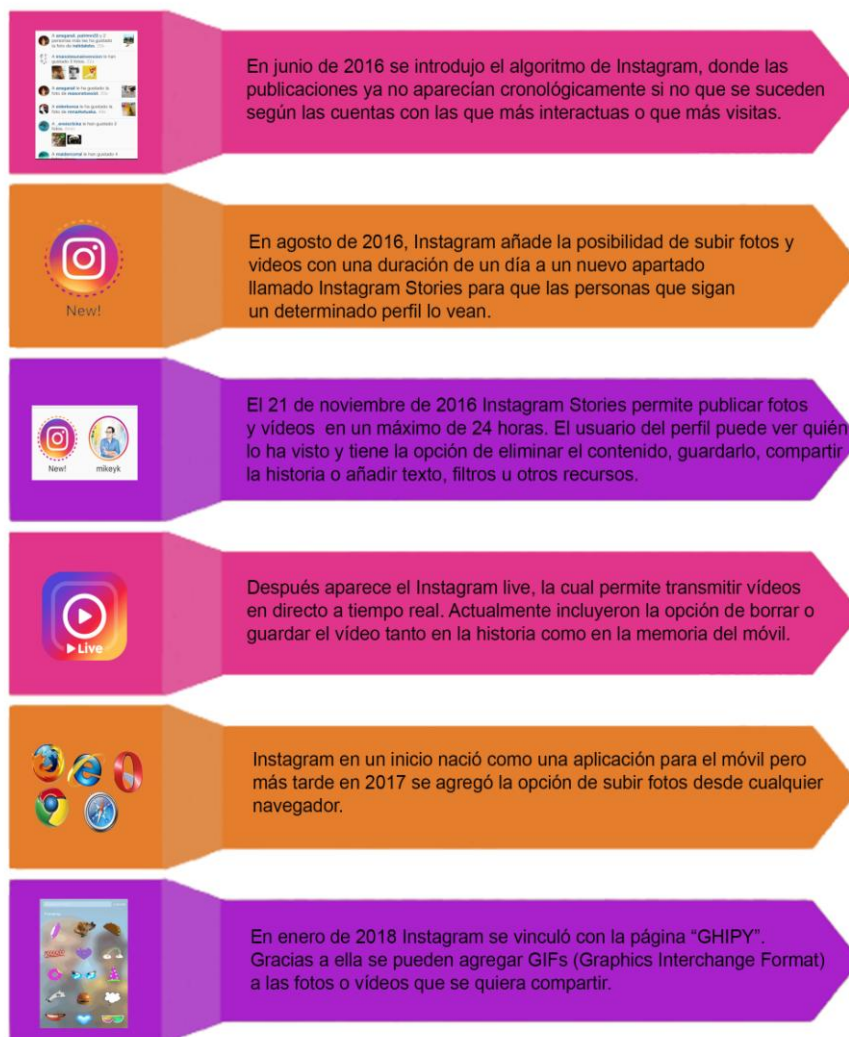 En junio de 2016 se introdujo el algoritmo de Instagram, donde las
publicaciones ya no aparecían cronológicamente si no que se suceden
según las cuentas con las que más interactuas o que más visitas.
New!
En agosto de 2016, Instagram añade la posibilidad de subir fotos y
videos con una duración de un día a un nuevo apartado
llamado Instagram Stories para que las personas que sigan
un determinado perfil lo vean.
New!
mikeyk
El 21 de noviembre de 2016 Instagram Stories permite publicar fotos
y vídeos en un máximo de 24 horas. El usuario del perfil puede ver quién
lo ha visto y tiene la opción de eliminar el contenido, guardarlo, compartir
la historia o añadir texto, filtros u otros recursos.
Live
Después aparece el Instagram live, la cual permite transmitir vídeos
en directo a tiempo real. Actualmente incluyeron la opción de borrar o
guardar el vídeo tanto en la historia como en la memoria del móvil.
Instagram en un inicio nació como una aplicación para el móvil pero
más tarde en 2017 se agregó la opción de subir fotos desde cualquier
navegador.
En enero de 2018 Instagram se vinculó con la página “GHIPY”.
Gracias a ella se pueden agregar GIFs (Graphics Interchange Format)
a las fotos o vídeos que se quiera compartir.